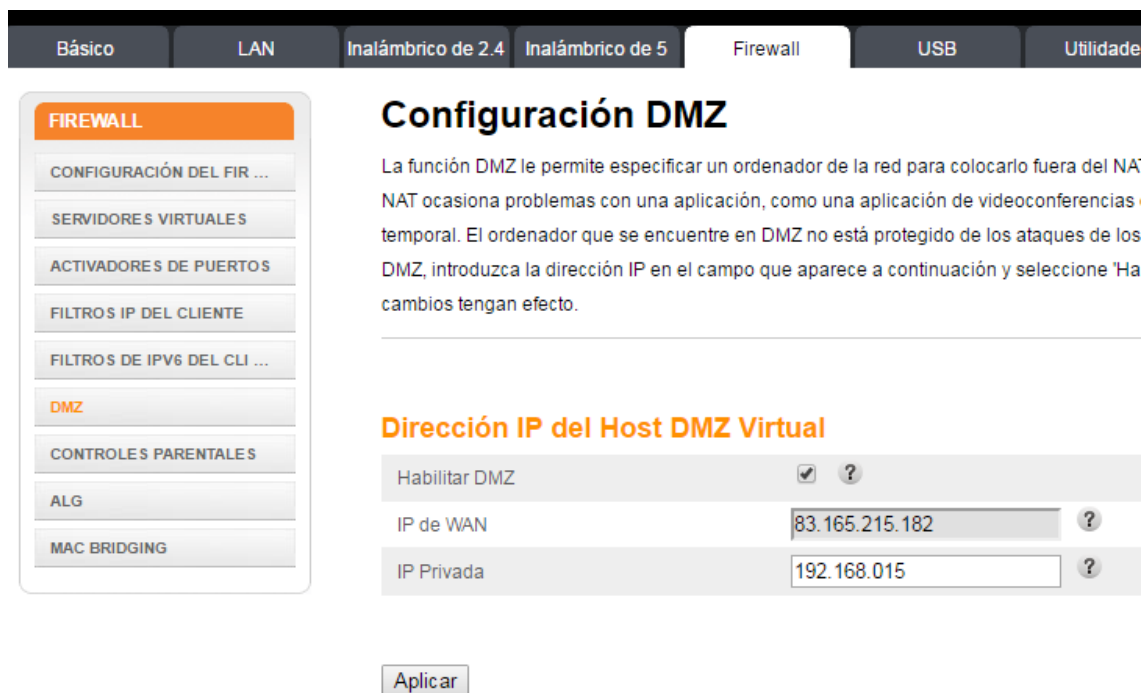 Básico LAN Inalámbrico de 2.4 Inalámbrico de 5 Firewall USB Utilidade
FIREWALL
CONFIGURACIÓN DEL FIR ...
SERVIDORES VIRTUALES
ACTIVADORES DE PUERTOS
FILTROS IP DEL CLIENTE
FILTROS DE IPV6 DEL CLI ...
DMZ
CONTROLES PARENTALES
ALG
MAC BRIDGING
Configuración DMZ
La función DMZ le permite especificar un ordenador de la red para colocarlo fuera del NAT
NAT ocasiona problemas con una aplicación, como una aplicación de videoconferencias
temporal. El ordenador que se encuentre en DMZ no está protegido de los ataques de los
DMZ, introduzca la dirección IP en el campo que aparece a continuación y seleccione 'Ha
cambios tengan efecto.
Dirección IP del Host DMZ Virtual
Habilitar DMZ ?
IP de WAN 83.165.215.182 ?
IP Privada 192.168.015 ?
Aplicar